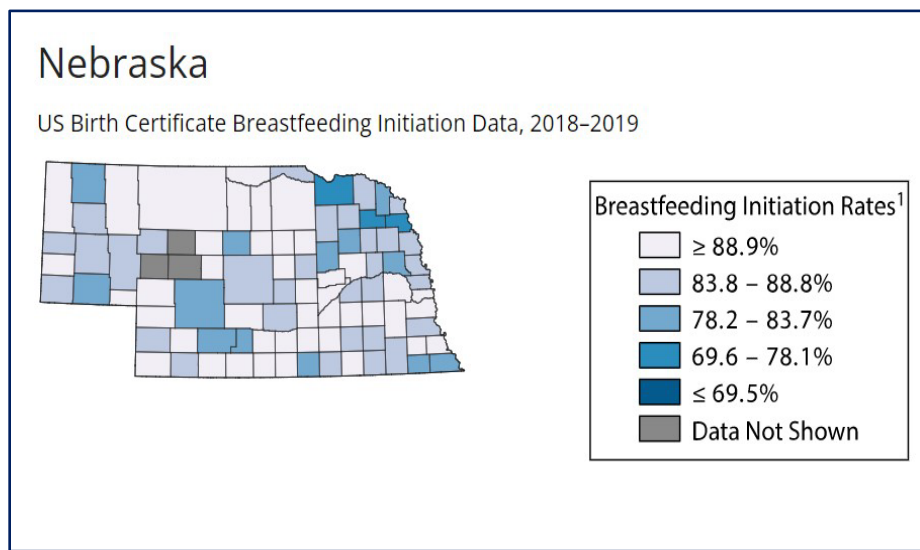 Nebraska
US Birth Certificate Breastfeeding Initiation Data, 2018–2019
Breastfeeding Initiation Rates¹
≥ 88.9%
83.8 – 88.8%
78.2 – 83.7%
69.6 – 78.1%
≤ 69.5%
Data Not Shown